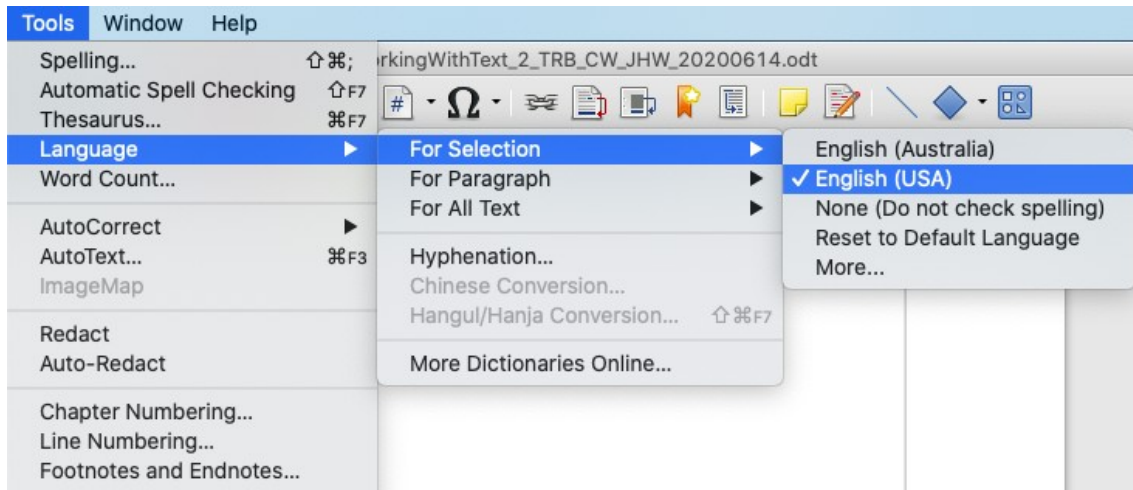 Tools Window Help
rkingWithText_2_TRB_CW_JHW_20200614.odt
Spelling... ⇧⌘;
Automatic Spell Checking ⇧F7
Thesaurus... ⌘F7
Language ▶
Word Count...
AutoCorrect ▶
AutoText... ⌘F3
ImageMap
Redact
Auto-Redact
Chapter Numbering...
Line Numbering...
Footnotes and Endnotes...
# Ω
For Selection ▶
For Paragraph ▶
For All Text ▶
Hyphenation...
Chinese Conversion...
Hangul/Hanja Conversion... ⇧⌘F7
More Dictionaries Online...
English (Australia)
✓ English (USA)
None (Do not check spelling)
Reset to Default Language
More...